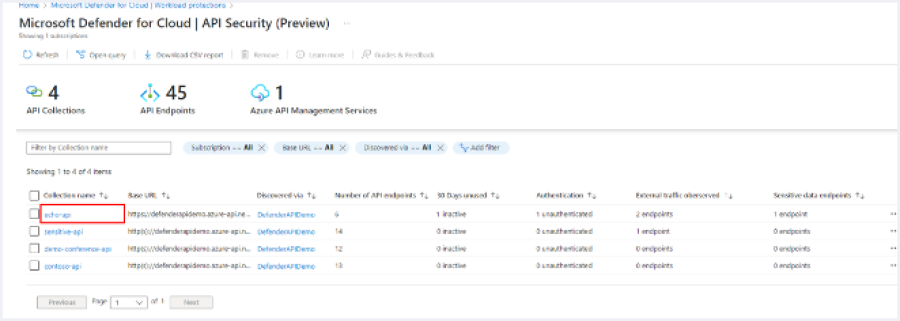 Home > Microsoft Defender for Cloud | Workload protections >
Microsoft Defender for Cloud | API Security (Preview) ...
Showing 1 subscriptions
Refresh Open query Download CSV report Remove Learn more Guides & Feedback
4 45 1
API Collections API Endpoints Azure API Management Services
Filter by Collection name Subscription == All Base URL == All Discovered via == All Add filter
Showing 1 to 4 of 4 items
Collection name ↑↓ Base URL ↑↓ Discovered via ↑↓ Number of API endpoints ↑↓ 30 Days unused ↑↓ Authentication ↑↓ External traffic oberserved ↑↓ Sensitive data endpoints ↑↓
echo-api https://defenderapidemo.azure-api.ne... DefenderAPIDemo 6 1 inactive 1 unauthenticated 2 endpoints 1 endpoint ...
sensitive-api http(s)://defenderapidemo.azure-api.n... DefenderAPIDemo 14 0 inactive 0 unauthenticated 1 endpoint 0 endpoints ...
demo-conference-api http(s)://defenderapidemo.azure-api.n... DefenderAPIDemo 12 0 inactive 0 unauthenticated 0 endpoints 0 endpoints ...
contoso-api http(s)://defenderapidemo.azure-api.n... DefenderAPIDemo 13 0 inactive 0 unauthenticated 0 endpoints 0 endpoints ...
Previous Page 1 of 1 Next